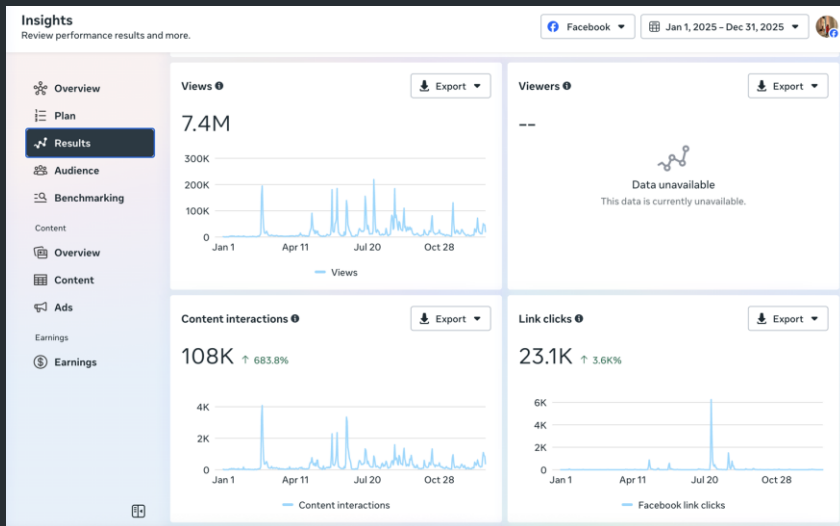 Insights
Review performance results and more.
Facebook
Jan 1, 2025 – Dec 31, 2025
Overview
Plan
Results
Audience
Benchmarking
Content
Overview
Content
Ads
Earnings
Earnings
Views
Export
7.4M
300K
200K
100K
0
Jan 1 Apr 11 Jul 20 Oct 28
Views
Viewers
Export
--
Data unavailable
This data is currently unavailable.
Content interactions
Export
108K ↑ 683.8%
4K
2K
0
Jan 1 Apr 11 Jul 20 Oct 28
Content interactions
Link clicks
Export
23.1K ↑ 3.6K%
6K
4K
2K
0
Jan 1 Apr 11 Jul 20 Oct 28
Facebook link clicks